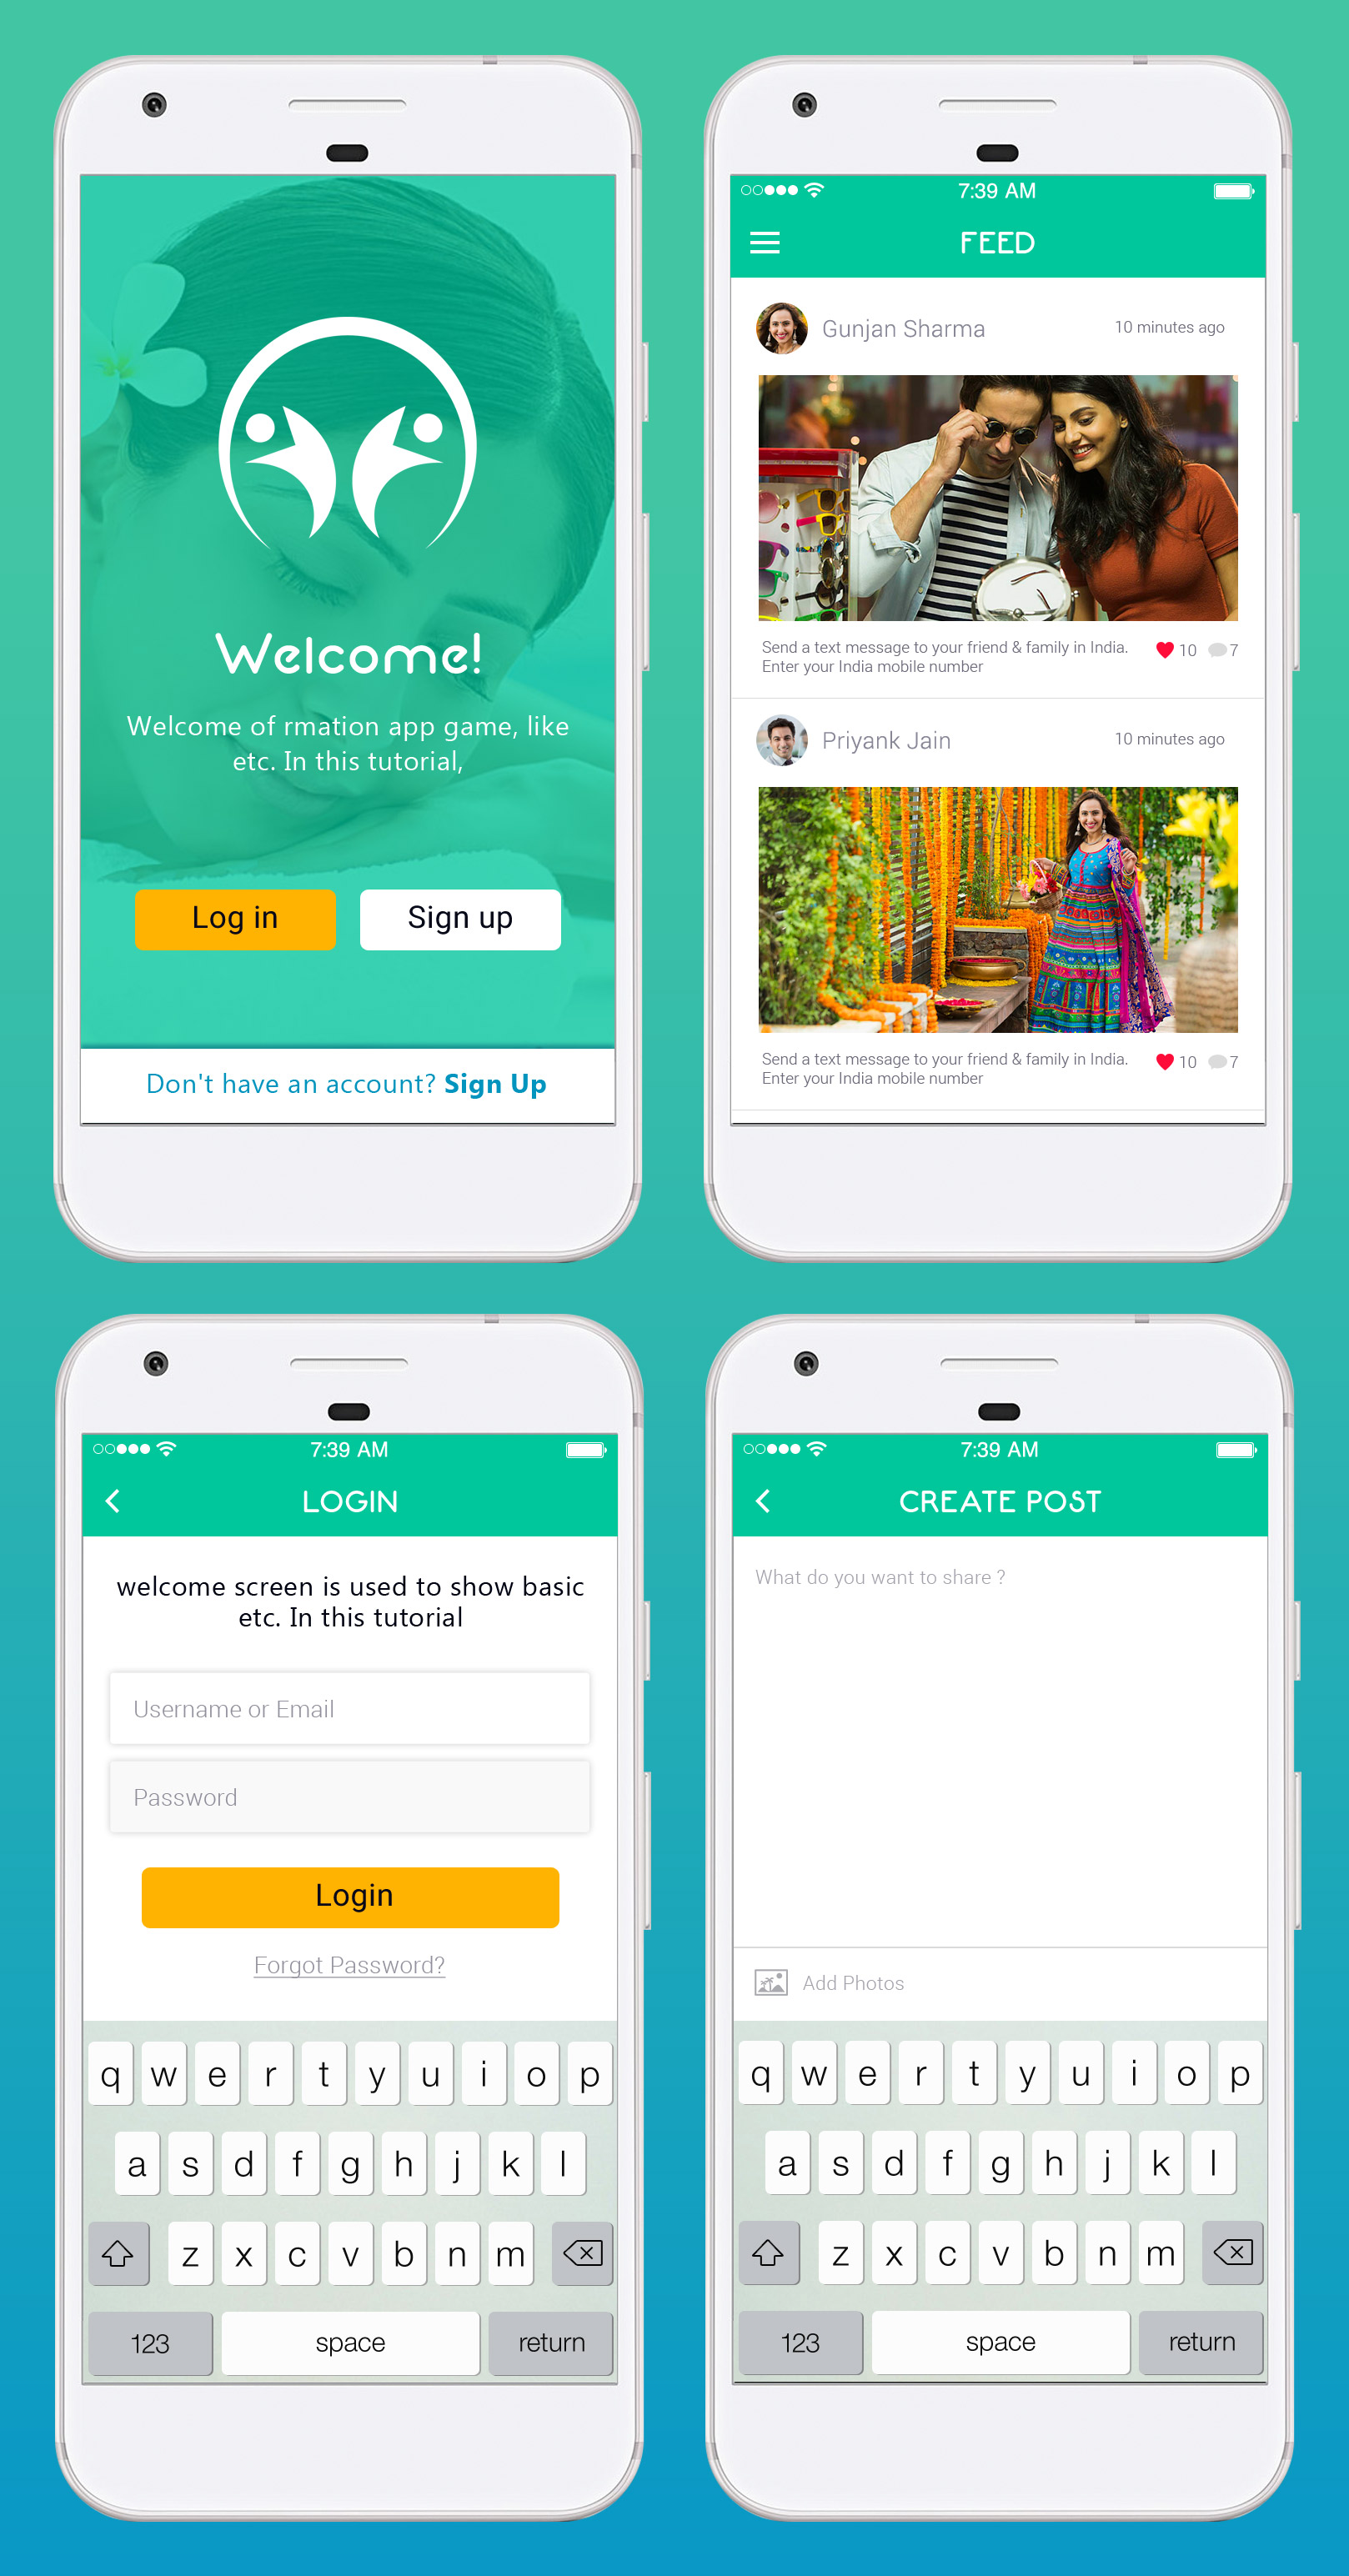 Welcome!
Welcome of rmation app game, like
etc. In this tutorial,
Log in
Sign up
Don't have an account? Sign Up
7:39 AM
FEED
Gunjan Sharma
10 minutes ago
Send a text message to your friend & family in India.
Enter your India mobile number
10
7
Priyank Jain
10 minutes ago
Send a text message to your friend & family in India.
Enter your India mobile number
10
7
7:39 AM
LOGIN
welcome screen is used to show basic
etc. In this tutorial
Username or Email
Password
Login
Forgot Password?
q w e r t y u i o p
a s d f g h j k l
z x c v b n m
123 space return
7:39 AM
CREATE POST
What do you want to share ?
Add Photos
q w e r t y u i o p
a s d f g h j k l
z x c v b n m
123 space return